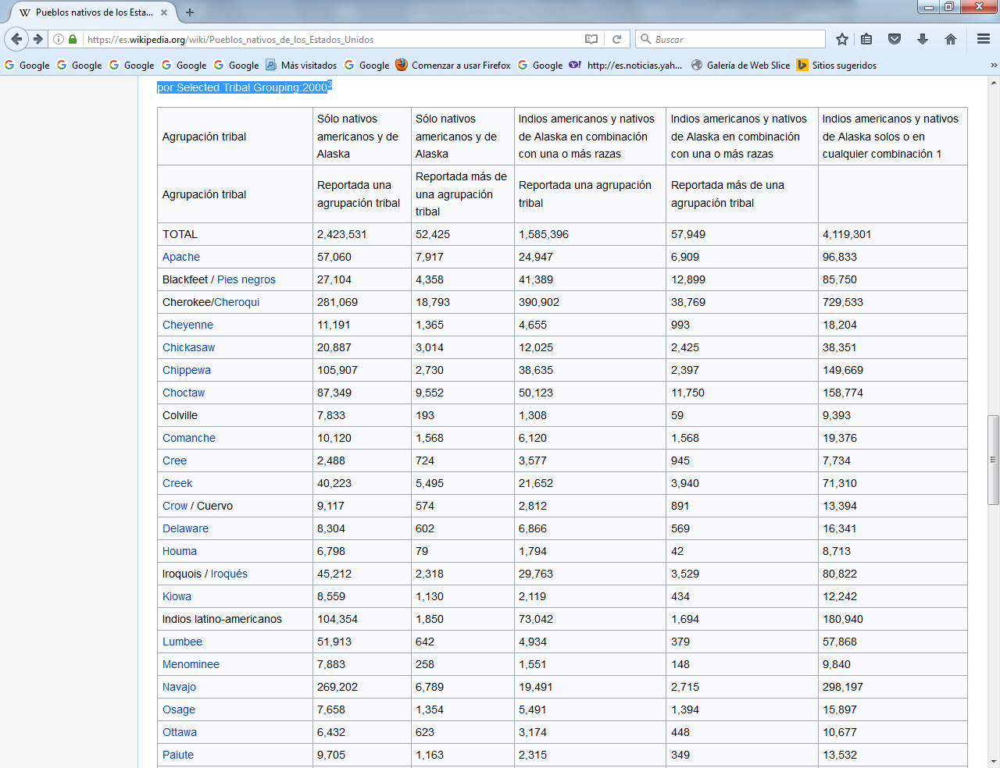 Pueblos nativos de los Esta...
https://es.wikipedia.org/wiki/Pueblos_nativos_de_los_Estados_Unidos
Buscar
Google Google Google Google Google Más visitados Google Comenzar a usar Firefox Google http://es.noticias.yah... Galería de Web Slice Sitios sugeridos
por Selected Tribal Grouping:2000³
Agrupación tribal
Sólo nativos
americanos y de
Alaska
Sólo nativos
americanos y de
Alaska
Indios americanos y nativos
de Alaska en combinación
con una o más razas
Indios americanos y nativos
de Alaska en combinación
con una o más razas
Indios americanos y nativos
de Alaska solos o en
cualquier combinación 1
Agrupación tribal
Reportada una
agrupación tribal
Reportada más de
una agrupación
tribal
Reportada una agrupación
tribal
Reportada más de una
agrupación tribal
TOTAL 2,423,531 52,425 1,585,396 57,949 4,119,301
Apache 57,060 7,917 24,947 6,909 96,833
Blackfeet / Pies negros 27,104 4,358 41,389 12,899 85,750
Cherokee/Cheroqui 281,069 18,793 390,902 38,769 729,533
Cheyenne 11,191 1,365 4,655 993 18,204
Chickasaw 20,887 3,014 12,025 2,425 38,351
Chippewa 105,907 2,730 38,635 2,397 149,669
Choctaw 87,349 9,552 50,123 11,750 158,774
Colville 7,833 193 1,308 59 9,393
Comanche 10,120 1,568 6,120 1,568 19,376
Cree 2,488 724 3,577 945 7,734
Creek 40,223 5,495 21,652 3,940 71,310
Crow / Cuervo 9,117 574 2,812 891 13,394
Delaware 8,304 602 6,866 569 16,341
Houma 6,798 79 1,794 42 8,713
Iroquois / Iroqués 45,212 2,318 29,763 3,529 80,822
Kiowa 8,559 1,130 2,119 434 12,242
Indios latino-americanos 104,354 1,850 73,042 1,694 180,940
Lumbee 51,913 642 4,934 379 57,868
Menominee 7,883 258 1,551 148 9,840
Navajo 269,202 6,789 19,491 2,715 298,197
Osage 7,658 1,354 5,491 1,394 15,897
Ottawa 6,432 623 3,174 448 10,677
Paiute 9,705 1,163 2,315 349 13,532